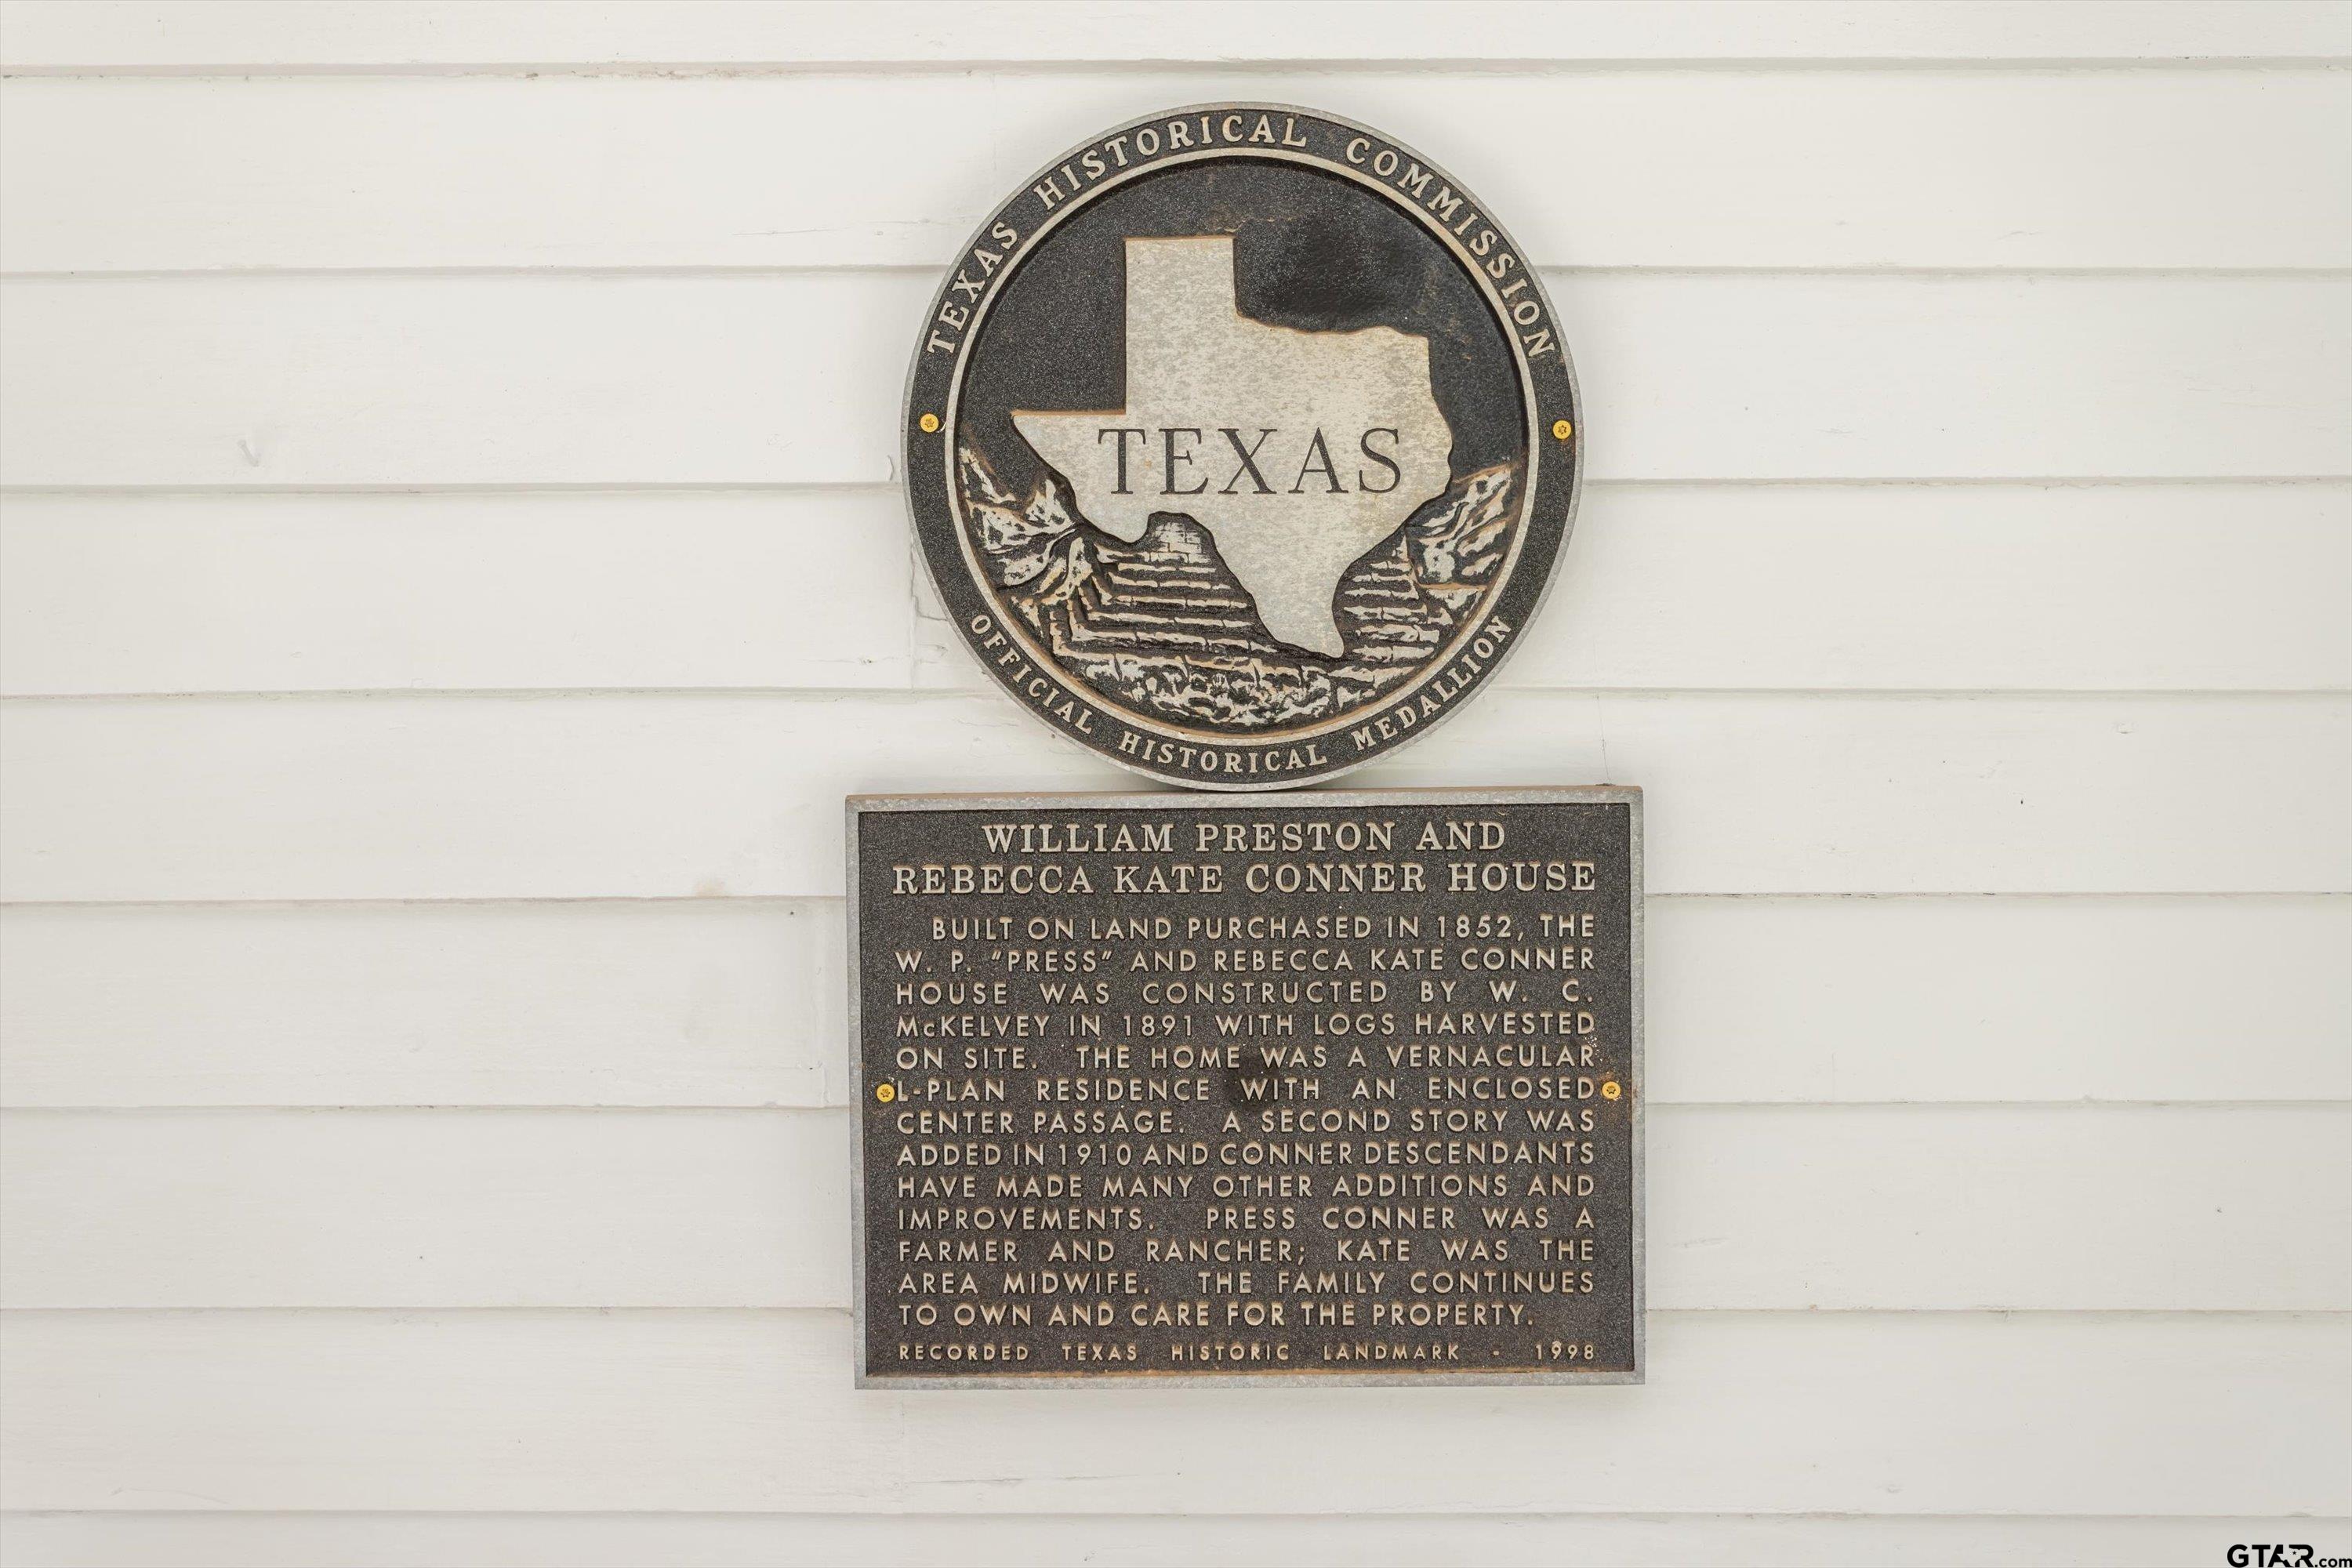 TEXAS HISTORICAL COMMISSION
TEXAS
OFFICIAL HISTORICAL MEDALLION
WILLIAM PRESTON AND
REBECCA KATE CONNER HOUSE
BUILT ON LAND PURCHASED IN 1852, THE
W. P. "PRESS" AND REBECCA KATE CONNER
HOUSE WAS CONSTRUCTED BY W. C.
McKELVEY IN 1891 WITH LOGS HARVESTED
ON SITE. THE HOME WAS A VERNACULAR
L-PLAN RESIDENCE WITH AN ENCLOSED
CENTER PASSAGE. A SECOND STORY WAS
ADDED IN 1910 AND CONNER DESCENDANTS
HAVE MADE MANY OTHER ADDITIONS AND
IMPROVEMENTS. PRESS CONNER WAS A
FARMER AND RANCHER; KATE WAS THE
AREA MIDWIFE. THE FAMILY CONTINUES
TO OWN AND CARE FOR THE PROPERTY.
RECORDED TEXAS HISTORIC LANDMARK - 1998
GTAR.com